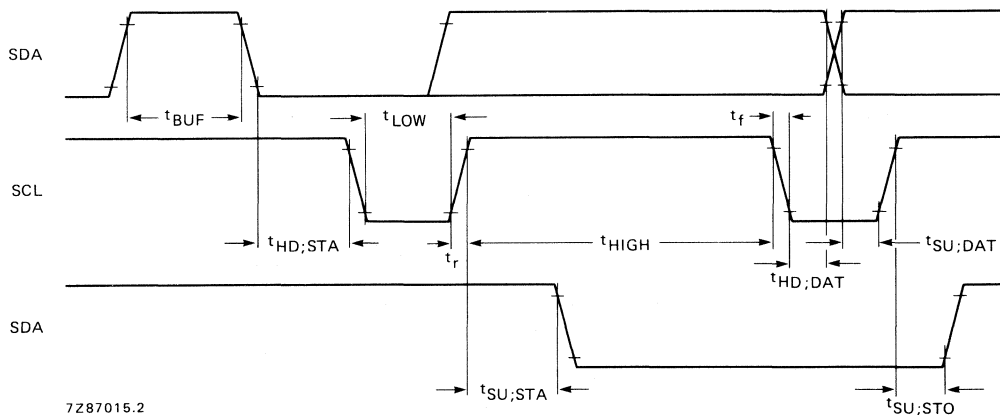 SDA
t_BUF
t_LOW
t_f
SCL
t_HD;STA
t_r
t_HIGH
t_SU;DAT
t_HD;DAT
SDA
t_SU;STA
t_SU;STO
7Z87015.2